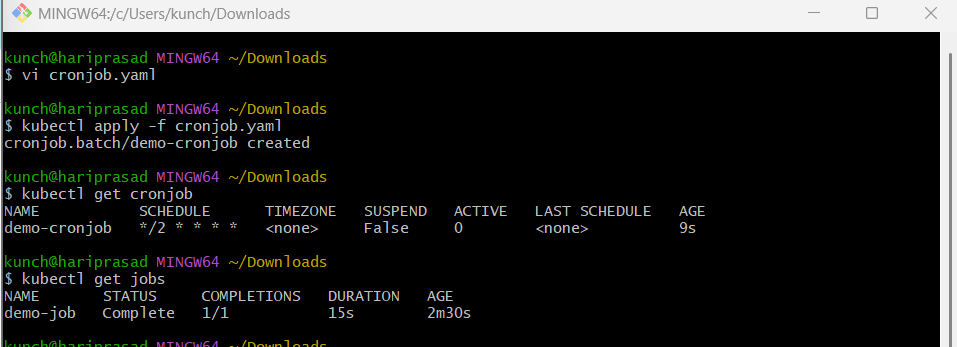 MINGW64:/c/Users/kunch/Downloads
kunch@hariprasad MINGW64 ~/Downloads
$ vi cronjob.yaml
kunch@hariprasad MINGW64 ~/Downloads
$ kubectl apply -f cronjob.yaml
cronjob.batch/demo-cronjob created
kunch@hariprasad MINGW64 ~/Downloads
$ kubectl get cronjob
NAME SCHEDULE TIMEZONE SUSPEND ACTIVE LAST SCHEDULE AGE
demo-cronjob */2 * * * * <none> False 0 <none> 9s
kunch@hariprasad MINGW64 ~/Downloads
$ kubectl get jobs
NAME STATUS COMPLETIONS DURATION AGE
demo-job Complete 1/1 15s 2m30s
kunch@hariprasad MINGW64 ~/Downloads